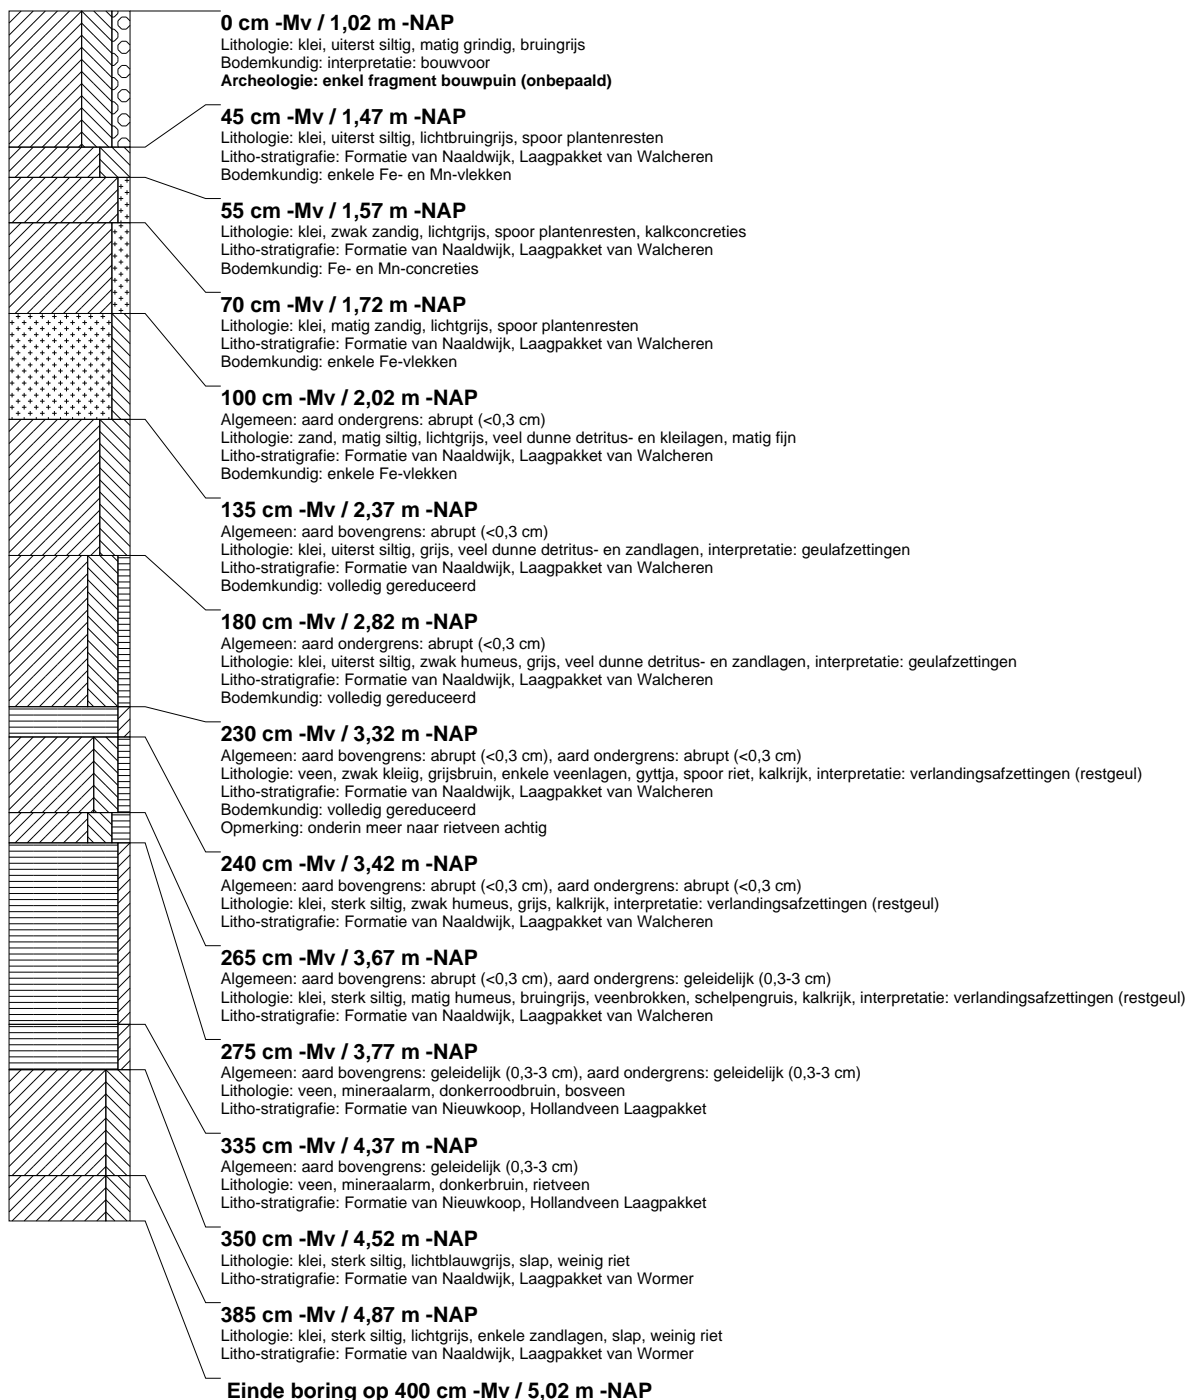 0 cm -Mv / 1,02 m -NAP
Lithologie: klei, uiterst siltig, matig grindig, bruingrijs
Bodemkundig: interpretatie: bouwvoor
Archeologie: enkel fragment bouwpuin (onbepaald)
45 cm -Mv / 1,47 m -NAP
Lithologie: klei, uiterst siltig, lichtbruingrijs, spoor plantenresten
Litho-stratigrafie: Formatie van Naaldwijk, Laagpakket van Walcheren
Bodemkundig: enkele Fe- en Mn-vlekken
55 cm -Mv / 1,57 m -NAP
Lithologie: klei, zwak zandig, lichtgrijs, spoor plantenresten, kalkconcreties
Litho-stratigrafie: Formatie van Naaldwijk, Laagpakket van Walcheren
Bodemkundig: Fe- en Mn-concreties
70 cm -Mv / 1,72 m -NAP
Lithologie: klei, matig zandig, lichtgrijs, spoor plantenresten
Litho-stratigrafie: Formatie van Naaldwijk, Laagpakket van Walcheren
Bodemkundig: enkele Fe-vlekken
100 cm -Mv / 2,02 m -NAP
Algemeen: aard ondergrens: abrupt (<0,3 cm)
Lithologie: zand, matig siltig, lichtgrijs, veel dunne detritus- en kleilagen, matig fijn
Litho-stratigrafie: Formatie van Naaldwijk, Laagpakket van Walcheren
Bodemkundig: enkele Fe-vlekken
135 cm -Mv / 2,37 m -NAP
Algemeen: aard bovengrens: abrupt (<0,3 cm)
Lithologie: klei, uiterst siltig, grijs, veel dunne detritus- en zandlagen, interpretatie: geulafzettingen
Litho-stratigrafie: Formatie van Naaldwijk, Laagpakket van Walcheren
Bodemkundig: volledig gereduceerd
180 cm -Mv / 2,82 m -NAP
Algemeen: aard ondergrens: abrupt (<0,3 cm)
Lithologie: klei, uiterst siltig, zwak humeus, grijs, veel dunne detritus- en zandlagen, interpretatie: geulafzettingen
Litho-stratigrafie: Formatie van Naaldwijk, Laagpakket van Walcheren
Bodemkundig: volledig gereduceerd
230 cm -Mv / 3,32 m -NAP
Algemeen: aard bovengrens: abrupt (<0,3 cm), aard ondergrens: abrupt (<0,3 cm)
Lithologie: veen, zwak kleiig, grijsbruin, enkele veenlagen, gyttja, spoor riet, kalkrijk, interpretatie: verlandingsafzettingen (restgeul)
Litho-stratigrafie: Formatie van Naaldwijk, Laagpakket van Walcheren
Bodemkundig: volledig gereduceerd
Opmerking: onderin meer naar rietveen achtig
240 cm -Mv / 3,42 m -NAP
Algemeen: aard bovengrens: abrupt (<0,3 cm), aard ondergrens: abrupt (<0,3 cm)
Lithologie: klei, sterk siltig, zwak humeus, grijs, kalkrijk, interpretatie: verlandingsafzettingen (restgeul)
Litho-stratigrafie: Formatie van Naaldwijk, Laagpakket van Walcheren
265 cm -Mv / 3,67 m -NAP
Algemeen: aard bovengrens: abrupt (<0,3 cm), aard ondergrens: geleidelijk (0,3-3 cm)
Lithologie: klei, sterk siltig, matig humeus, bruingrijs, veenbrokken, schelpengruis, kalkrijk, interpretatie: verlandingsafzettingen (restgeul)
Litho-stratigrafie: Formatie van Naaldwijk, Laagpakket van Walcheren
275 cm -Mv / 3,77 m -NAP
Algemeen: aard bovengrens: geleidelijk (0,3-3 cm), aard ondergrens: geleidelijk (0,3-3 cm)
Lithologie: veen, mineraalarm, donkerroodbruin, bosveen
Litho-stratigrafie: Formatie van Nieuwkoop, Hollandveen Laagpakket
335 cm -Mv / 4,37 m -NAP
Algemeen: aard bovengrens: geleidelijk (0,3-3 cm)
Lithologie: veen, mineraalarm, donkerbruin, rietveen
Litho-stratigrafie: Formatie van Nieuwkoop, Hollandveen Laagpakket
350 cm -Mv / 4,52 m -NAP
Lithologie: klei, sterk siltig, lichtblauwgrijs, slap, weinig riet
Litho-stratigrafie: Formatie van Naaldwijk, Laagpakket van Wormer
385 cm -Mv / 4,87 m -NAP
Lithologie: klei, sterk siltig, lichtgrijs, enkele zandlagen, slap, weinig riet
Litho-stratigrafie: Formatie van Naaldwijk, Laagpakket van Wormer
Einde boring op 400 cm -Mv / 5,02 m -NAP